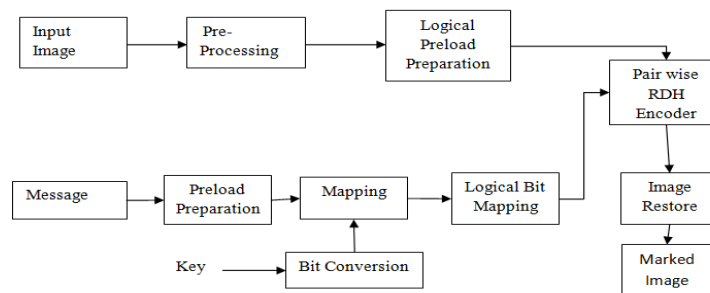 Input
Image
Pre-
Processing
Logical
Preload
Preparation
Pair wise
RDH
Encoder
Message
Preload
Preparation
Mapping
Logical Bit
Mapping
Image
Restore
Key
Bit Conversion
Marked
Image